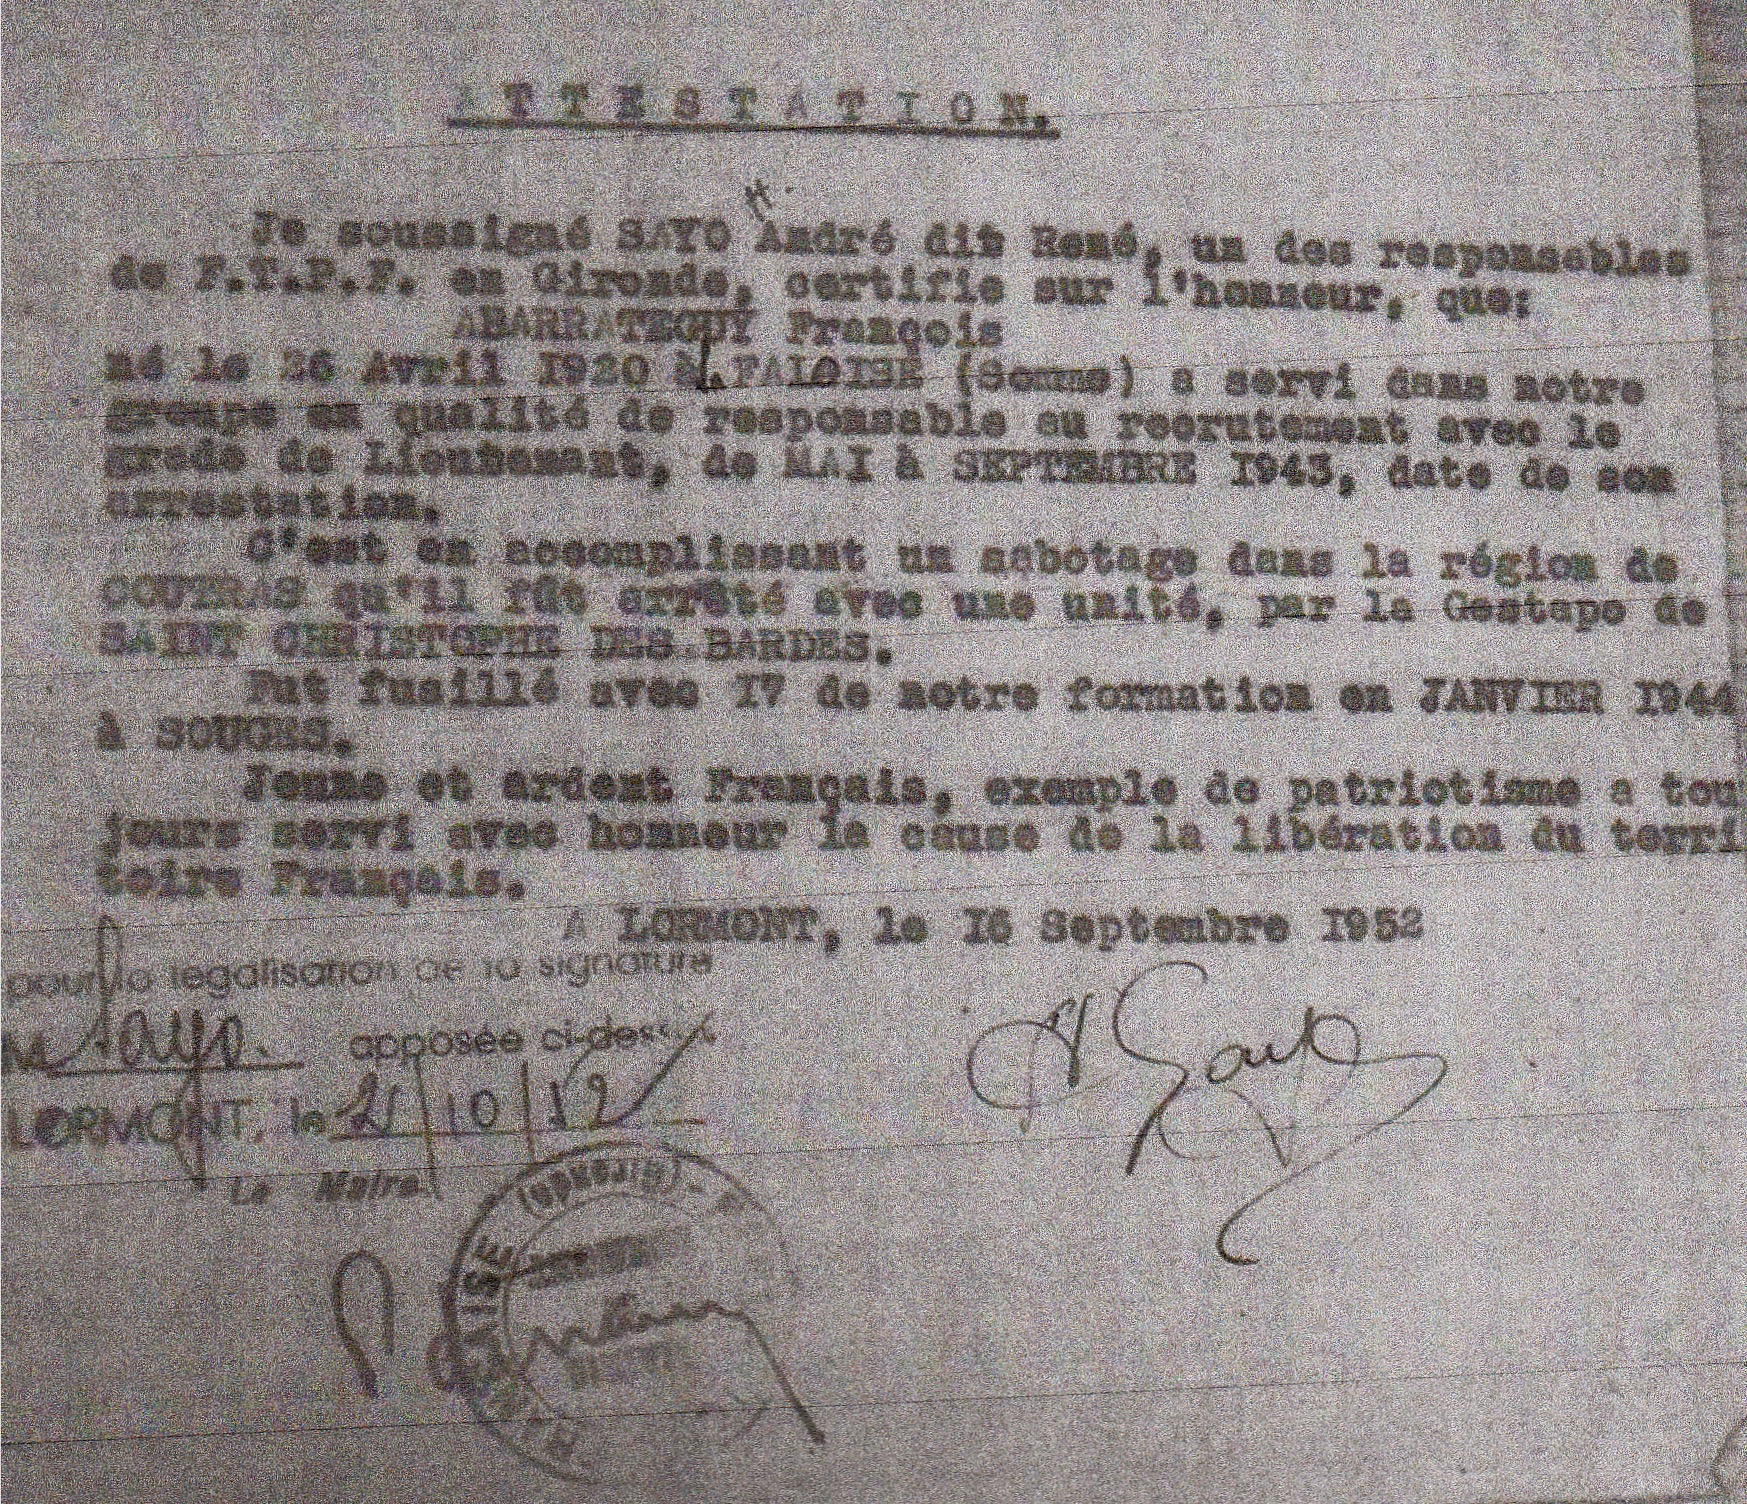 ATTESTATION.
H.
Je soussigné SAYO André dit René, un des responsables
de F.T.P.F. en Gironde, certifie sur l'honneur, que:
ABARRATEGUY François
né le 26 Avril 1920 à L FALOISE (Somme) a servi dans notre
groupe en qualité de responsable au recrutement avec le
grade de Lieutenant, de MAI à SEPTEMBRE 1943, date de son
arrestation.
C'est en accomplissant un sabotage dans la région de
COUTRAS qu'il fût arrêté avec une unité, par la Gestapo de
SAINT CHRISTOPHE DES BARDES.
Fut fusillé avec 17 de notre formation en JANVIER 1944
à SOUGES.
Jeune et ardent Français, exemple de patriotisme a tou
jours servi avec honneur la cause de la libération du terri
toire Français.
A LORMONT, le 16 Septembre 1952
pour la légalisation de la signature
Sayo. apposée ci-dessus
LORMONT, le 21/10/52
Le Maire
(GIRONDE)